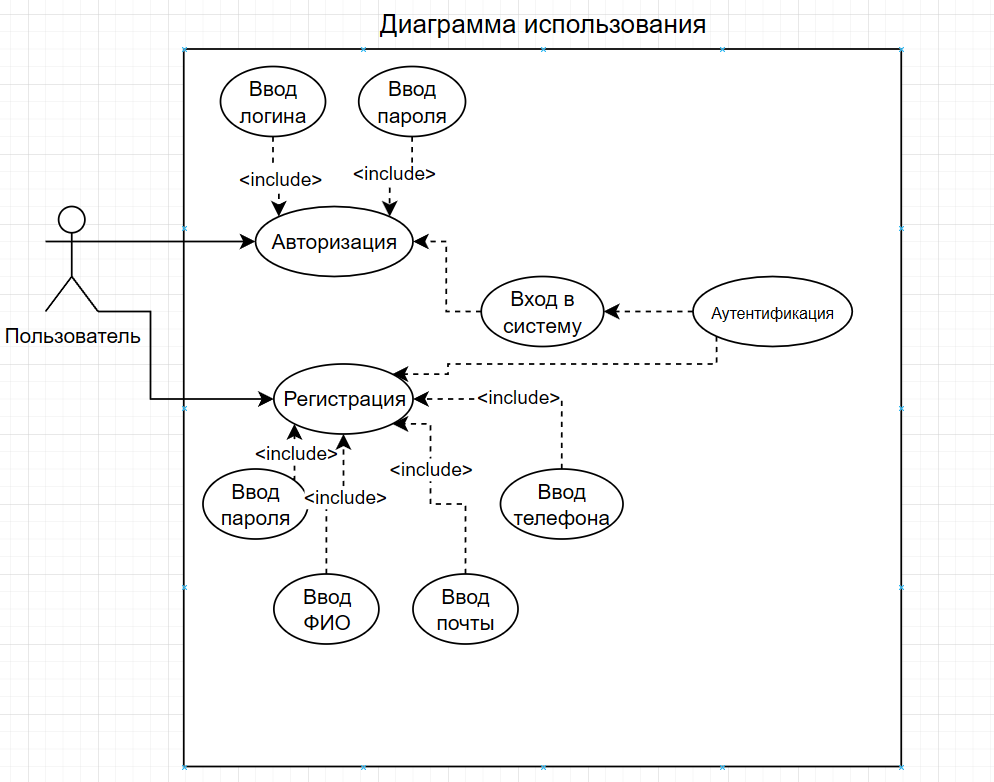 Диаграмма использования
Ввод
логина
Ввод
пароля
<include>
<include>
Авторизация
Пользователь
Вход в
систему
Аутентификация
Регистрация
<include>
<include>
<include>
<include>
Ввод
пароля
Ввод
телефона
Ввод
ФИО
Ввод
почты